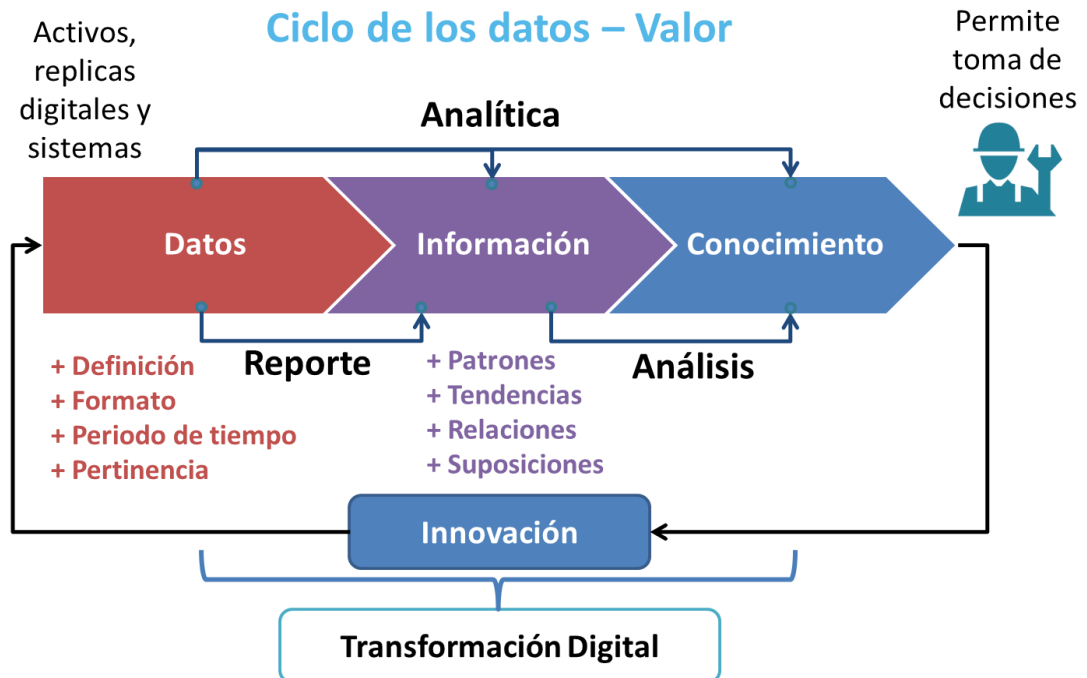 Ciclo de los datos – Valor
Activos,
replicas
digitales y
sistemas
Permite
toma de
decisiones
Analítica
Datos
Información
Conocimiento
Reporte
Análisis
+ Definición
+ Formato
+ Periodo de tiempo
+ Pertinencia
+ Patrones
+ Tendencias
+ Relaciones
+ Suposiciones
Innovación
Transformación Digital